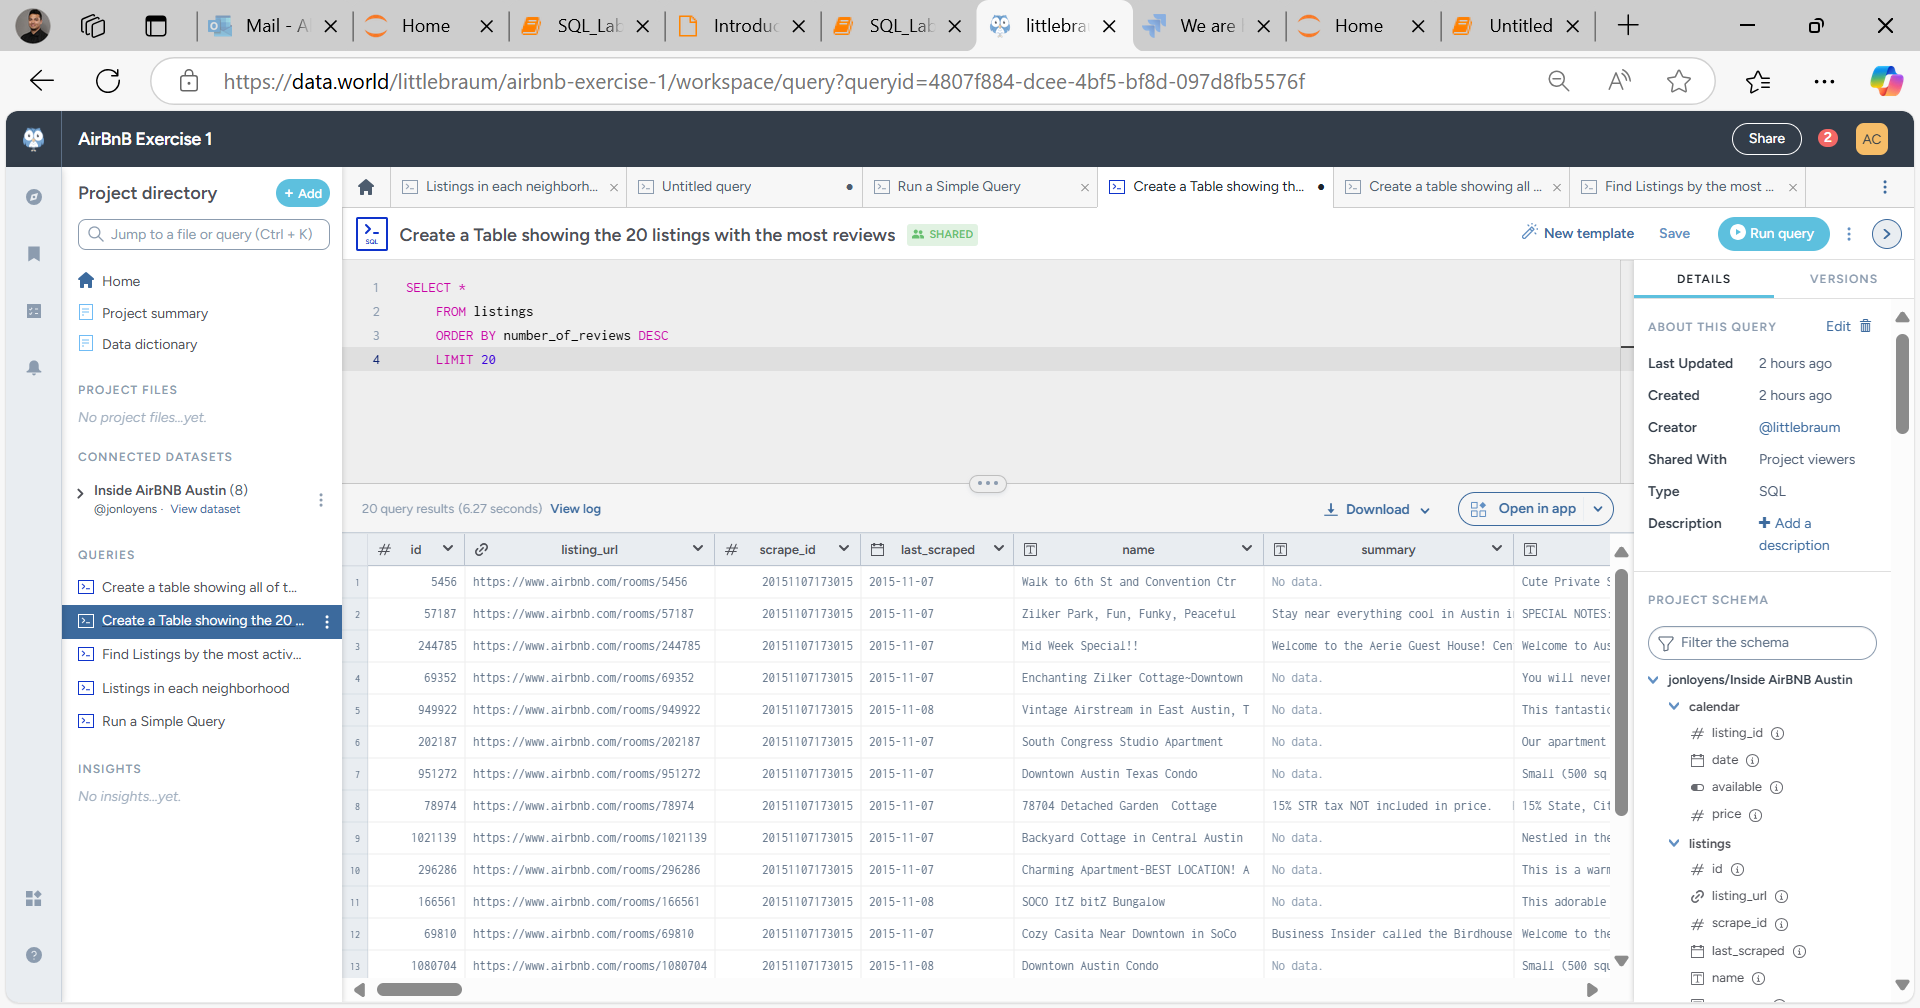 Mail - A
Home
SQL_Lab
Introduc
SQL_Lab
littlebra
We are
Home
Untitled
https://data.world/littlebraum/airbnb-exercise-1/workspace/query?queryid=4807f884-dcee-4bf5-bf8d-097d8fb5576f
AirBnB Exercise 1
Share
2
AC
Project directory
+ Add
Jump to a file or query (Ctrl + K)
Home
Project summary
Data dictionary
PROJECT FILES
No project files...yet.
CONNECTED DATASETS
Inside AirBNB Austin (8)
@jonloyens · View dataset
QUERIES
Create a table showing all of t...
Create a Table showing the 20 ...
Find Listings by the most activ...
Listings in each neighborhood
Run a Simple Query
INSIGHTS
No insights...yet.
Listings in each neighborh...
Untitled query
Run a Simple Query
Create a Table showing th...
Create a table showing all ...
Find Listings by the most ...
SQL
Create a Table showing the 20 listings with the most reviews
SHARED
New template
Save
Run query
1 SELECT *
2 FROM listings
3 ORDER BY number_of_reviews DESC
4 LIMIT 20
20 query results (6.27 seconds) View log
Download
Open in app
# id listing_url # scrape_id last_scraped T name T summary T
1 5456 https://www.airbnb.com/rooms/5456 20151107173015 2015-11-07 Walk to 6th St and Convention Ctr No data. Cute Private S
2 57187 https://www.airbnb.com/rooms/57187 20151107173015 2015-11-07 Zilker Park, Fun, Funky, Peaceful Stay near everything cool in Austin i SPECIAL NOTES:
3 244785 https://www.airbnb.com/rooms/244785 20151107173015 2015-11-07 Mid Week Special!! Welcome to the Aerie Guest House! Cen Welcome to Aus
4 69352 https://www.airbnb.com/rooms/69352 20151107173015 2015-11-07 Enchanting Zilker Cottage~Downtown No data. You will never
5 949922 https://www.airbnb.com/rooms/949922 20151107173015 2015-11-08 Vintage Airstream in East Austin, T No data. This fantastic
6 202187 https://www.airbnb.com/rooms/202187 20151107173015 2015-11-07 South Congress Studio Apartment No data. Our apartment
7 951272 https://www.airbnb.com/rooms/951272 20151107173015 2015-11-07 Downtown Austin Texas Condo No data. Small (500 sq
8 78974 https://www.airbnb.com/rooms/78974 20151107173015 2015-11-07 78704 Detached Garden Cottage 15% STR tax NOT included in price. 15% State, Cit
9 1021139 https://www.airbnb.com/rooms/1021139 20151107173015 2015-11-07 Backyard Cottage in Central Austin No data. Nestled in the
10 296286 https://www.airbnb.com/rooms/296286 20151107173015 2015-11-07 Charming Apartment-BEST LOCATION! A No data. This is a warm
11 166561 https://www.airbnb.com/rooms/166561 20151107173015 2015-11-08 SOCO ItZ bitZ Bungalow No data. This adorable
12 69810 https://www.airbnb.com/rooms/69810 20151107173015 2015-11-07 Cozy Casita Near Downtown in SoCo Business Insider called the Birdhouse Welcome to the
13 1080704 https://www.airbnb.com/rooms/1080704 20151107173015 2015-11-08 Downtown Austin Condo No data. Small (500 squ
DETAILS
VERSIONS
ABOUT THIS QUERY Edit
Last Updated 2 hours ago
Created 2 hours ago
Creator @littlebraum
Shared With Project viewers
Type SQL
Description + Add a
description
PROJECT SCHEMA
Filter the schema
jonloyens/Inside AirBNB Austin
calendar
# listing_id
date
available
# price
listings
# id
listing_url
# scrape_id
last_scraped
T name